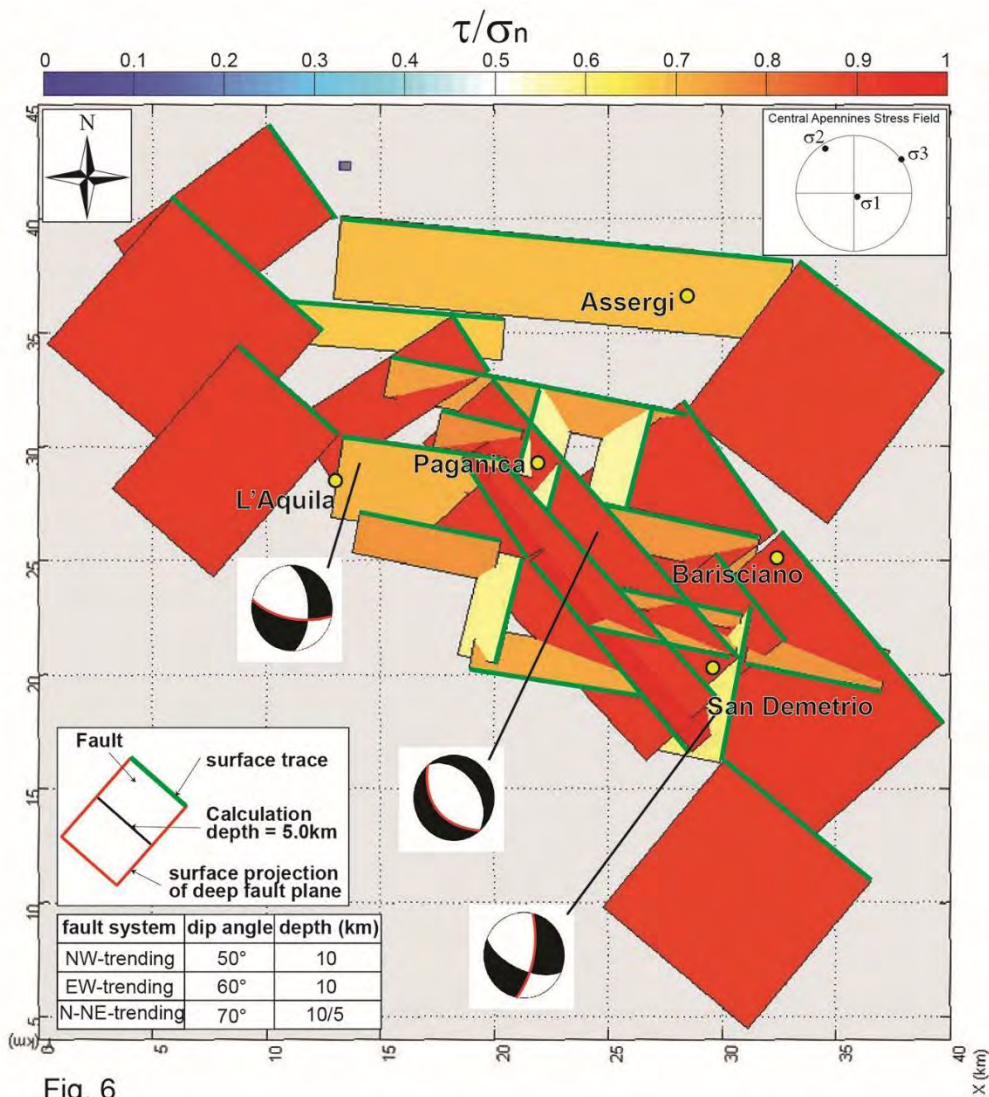 τ/σn
0 0.1 0.2 0.3 0.4 0.5 0.6 0.7 0.8 0.9 1
45
N
Central Apennines Stress Field
σ2
σ3
σ1
40
Assergi
35
30
Paganica
L'Aquila
25
Barisciano
20
San Demetrio
Fault
surface trace
Calculation
depth = 5.0km
surface projection
of deep fault plane
15
10
fault system dip angle depth (km)
NW-trending 50° 10
EW-trending 60° 10
N-NE-trending 70° 10/5
5
(km)
0 5 10 15 20 25 30 35 40
X (km)
Fig. 6